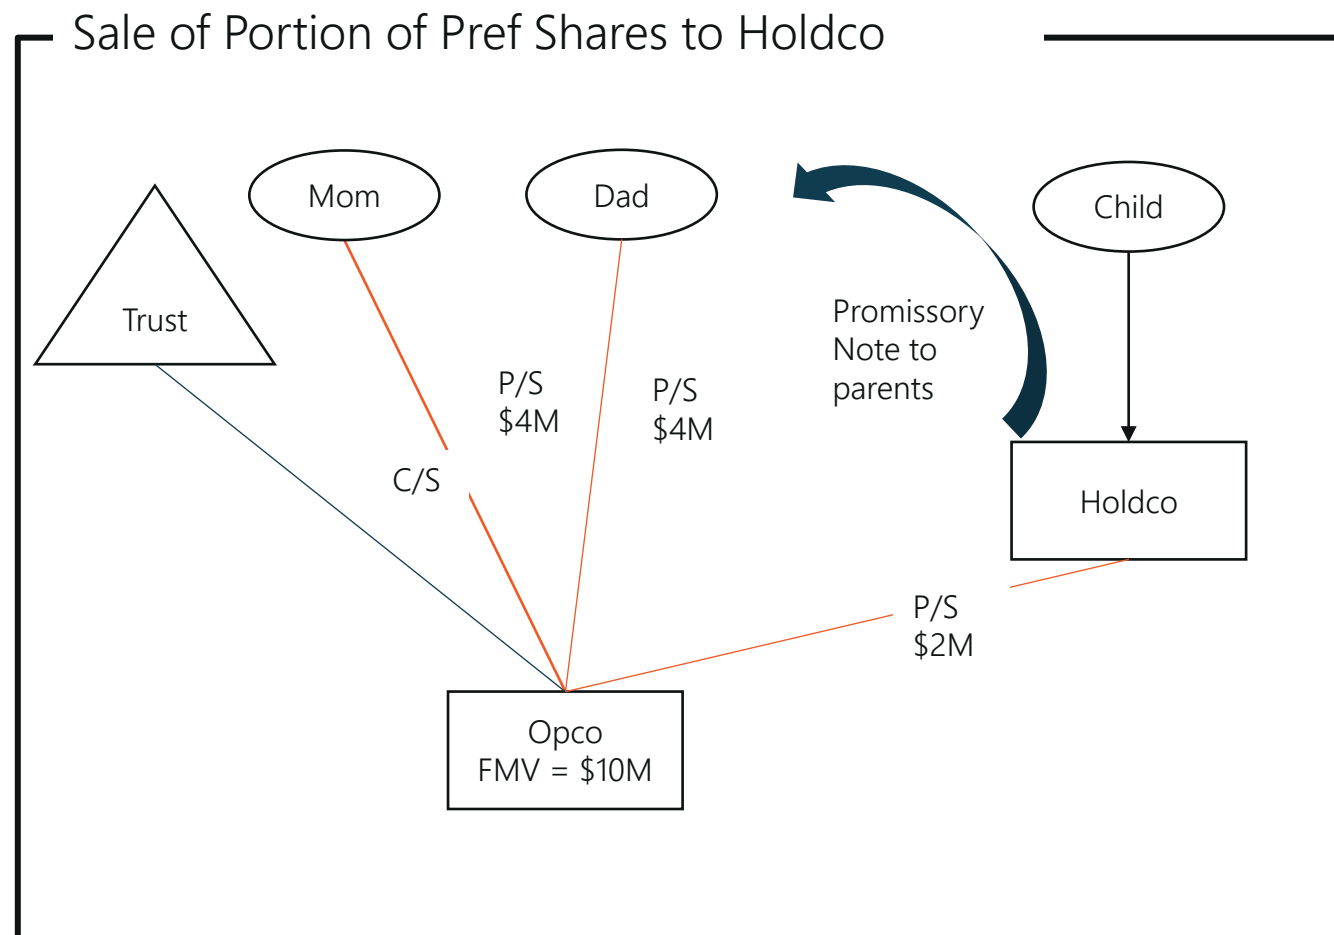 Sale of Portion of Pref Shares to Holdco
Mom
Dad
Child
Trust
Promissory
Note to
parents
P/S
$4M
P/S
$4M
C/S
Holdco
P/S
$2M
Opco
FMV = $10M